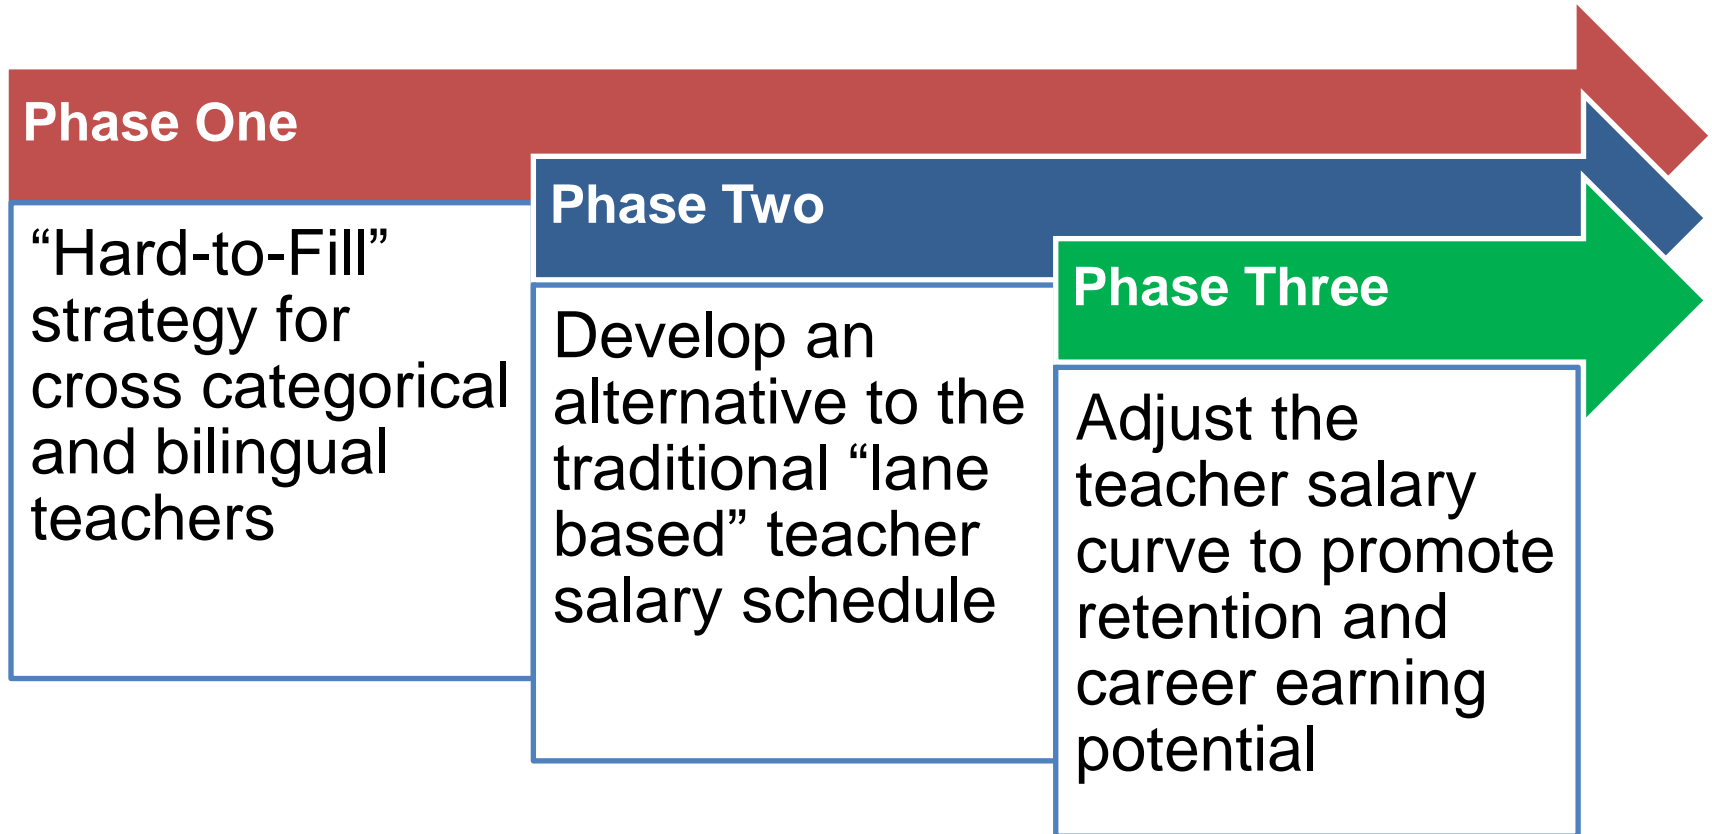 Phase One
“Hard-to-Fill”
strategy for
cross categorical
and bilingual
teachers
Phase Two
Develop an
alternative to the
traditional “lane
based” teacher
salary schedule
Phase Three
Adjust the
teacher salary
curve to promote
retention and
career earning
potential